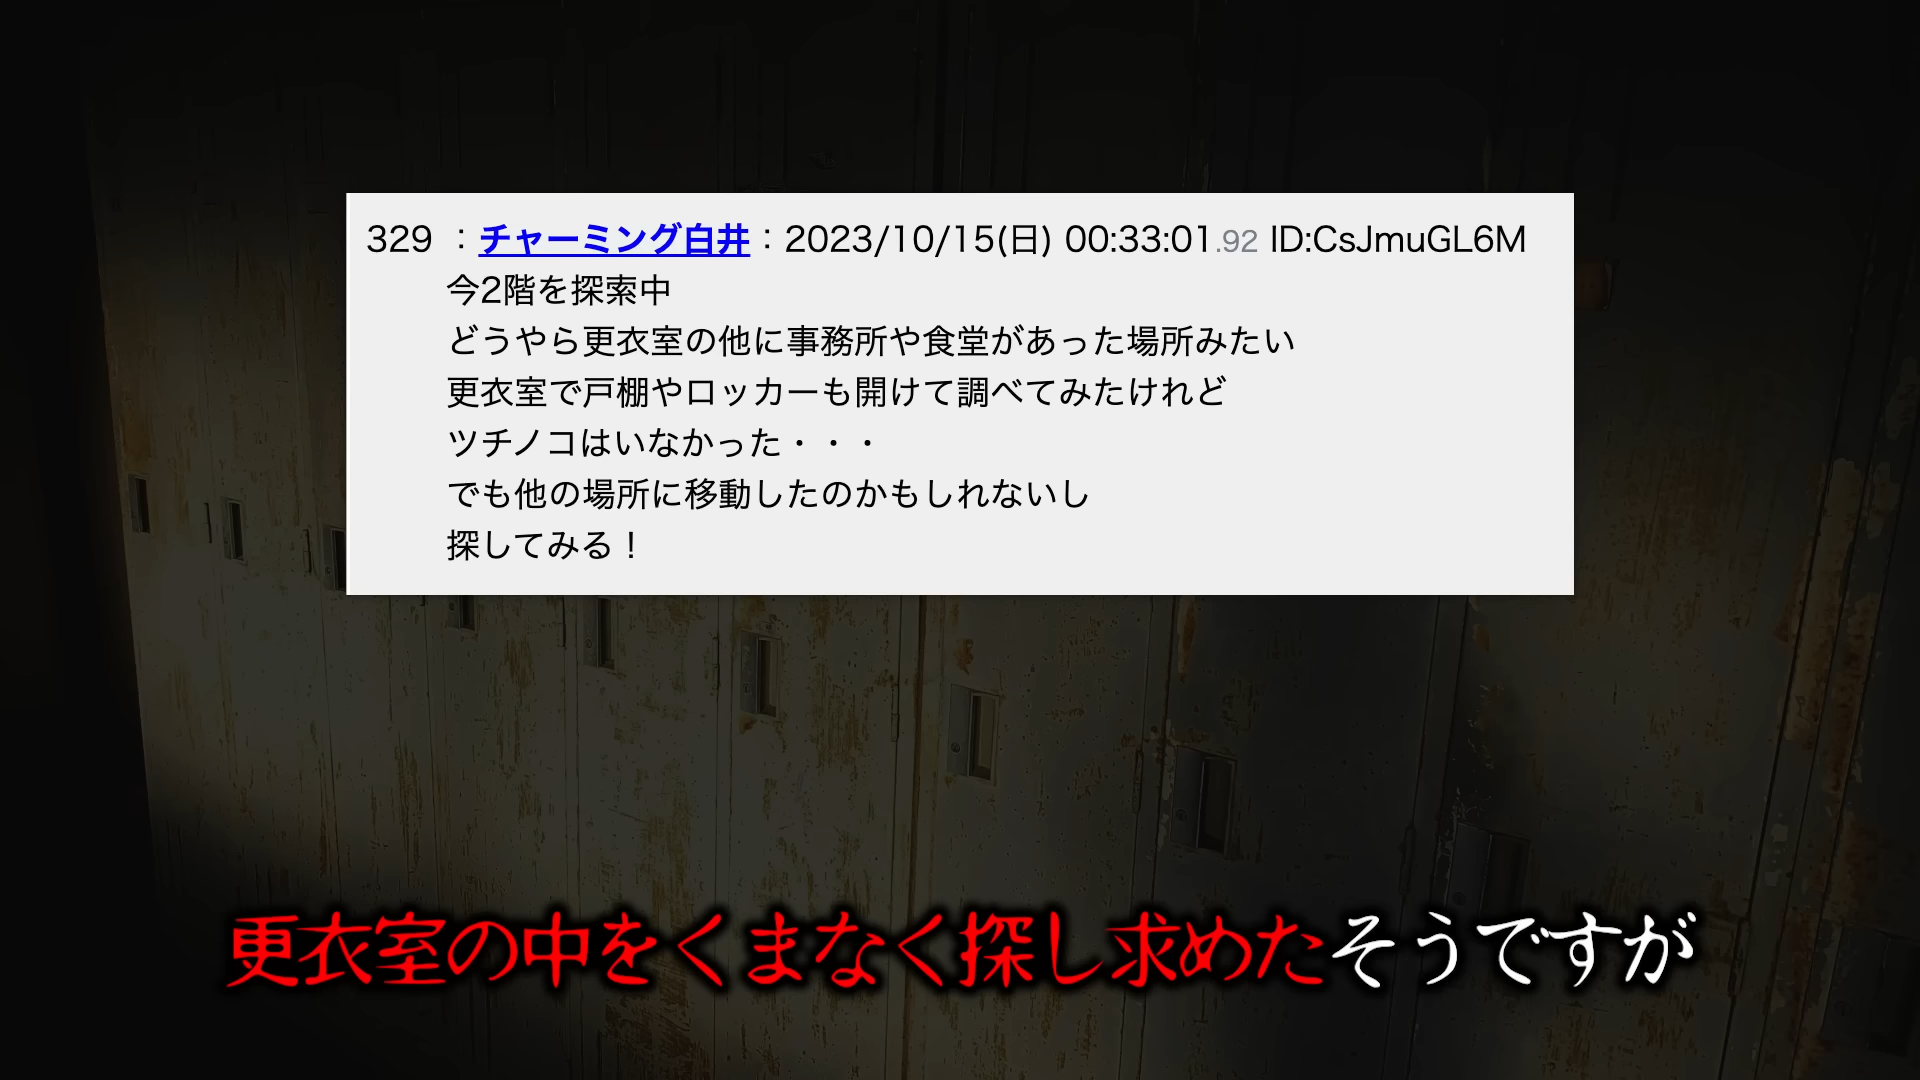 329 ：チャーミング白井：2023/10/15(日) 00:33:01.92 ID:CsJmuGL6M
今2階を探索中
どうやら更衣室の他に事務所や食堂があった場所みたい
更衣室で戸棚やロッカーも開けて調べてみたけれど
ツチノコはいなかった・・・
でも他の場所に移動したのかもしれないし
探してみる！
更衣室の中をくまなく探し求めたそうですが